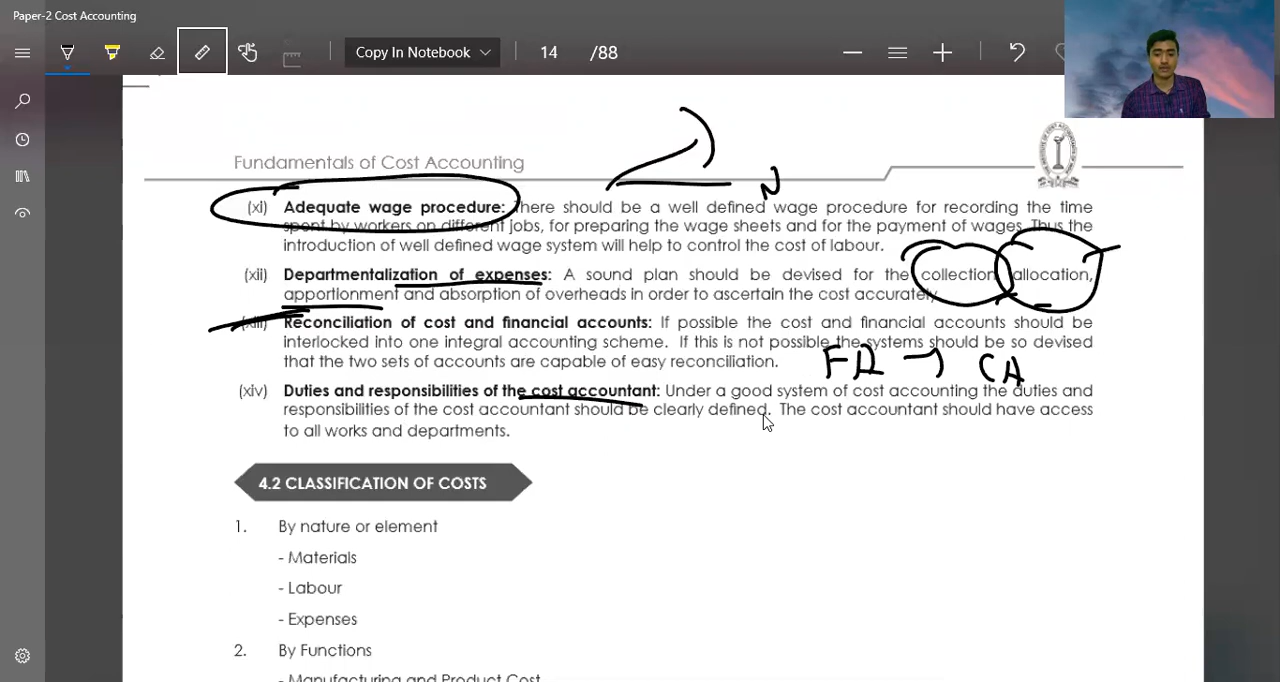 Paper-2 Cost Accounting
Copy In Notebook 14 /88
Fundamentals of Cost Accounting
N
(xi) Adequate wage procedure: There should be a well defined wage procedure for recording the time
spent by workers on different jobs, for preparing the wage sheets and for the payment of wages. Thus the
introduction of well defined wage system will help to control the cost of labour.
(xii) Departmentalization of expenses: A sound plan should be devised for the collection, allocation,
apportionment and absorption of overheads in order to ascertain the cost accurately.
(xiii) Reconciliation of cost and financial accounts: If possible the cost and financial accounts should be
interlocked into one integral accounting scheme. If this is not possible the systems should be so devised
that the two sets of accounts are capable of easy reconciliation.
FA → CA
(xiv) Duties and responsibilities of the cost accountant: Under a good system of cost accounting the duties and
responsibilities of the cost accountant should be clearly defined. The cost accountant should have access
to all works and departments.
4.2 CLASSIFICATION OF COSTS
1. By nature or element
- Materials
- Labour
- Expenses
2. By Functions
- Manufacturing and Product Cost